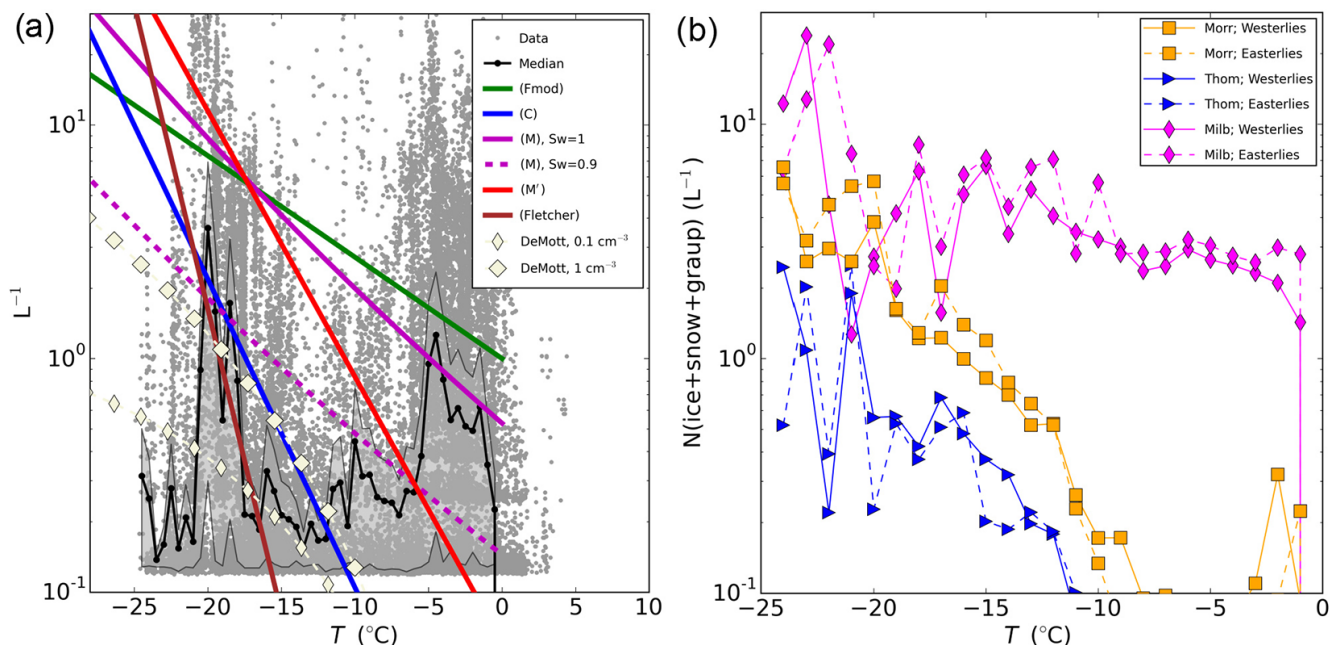 (a)
Data
Median
(Fmod)
(C)
(M), Sw=1
(M), Sw=0.9
(M′)
(Fletcher)
DeMott, 0.1 cm⁻³
DeMott, 1 cm⁻³
L⁻¹
10¹
10⁰
10⁻¹
−25 −20 −15 −10 −5 0 5 10
T (°C)
(b)
Morr; Westerlies
Morr; Easterlies
Thom; Westerlies
Thom; Easterlies
Milb; Westerlies
Milb; Easterlies
N(ice+snow+graup) (L⁻¹)
10¹
10⁰
10⁻¹
−25 −20 −15 −10 −5 0
T (°C)